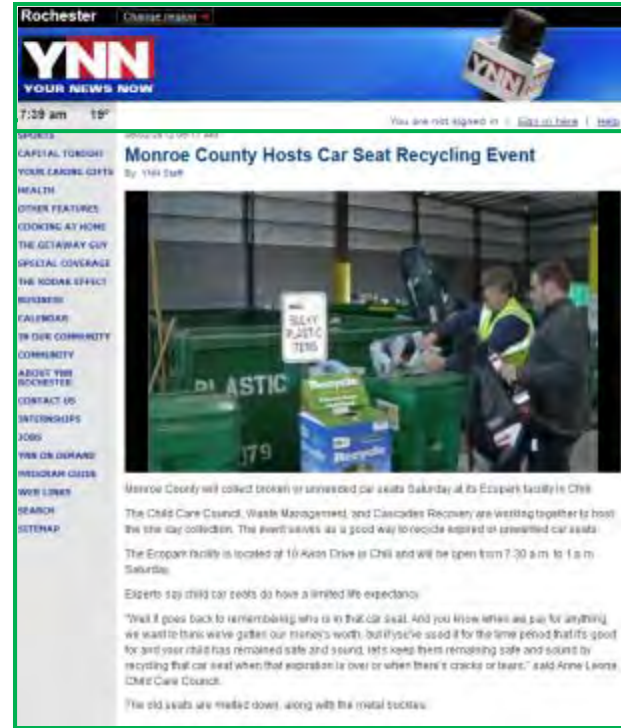 Rochester Change region
YNN
YOUR NEWS NOW
YNN
7:39 am 19°
You are not signed in | Sign in here | Help
SPORTS
CAPITAL TONIGHT
YOUR CARING GIFTS
HEALTH
OTHER FEATURES
COOKING AT HOME
THE GETAWAY GUY
SPECIAL COVERAGE
THE KODAK EFFECT
BUSINESS
CALENDAR
IN OUR COMMUNITY
COMMUNITY
ABOUT YNN
ROCHESTER
CONTACT US
INTERNSHIPS
JOBS
YNN ON DEMAND
PROGRAM GUIDE
WEB LINKS
SEARCH
SITEMAP
Monroe County Hosts Car Seat Recycling Event
By: YNN Staff
BULKY
PLASTIC
ITEMS
PLASTIC
Recycle
Recycle
179
Monroe County will collect broken or unneeded car seats Saturday at its Ecopark facility in Chili.
The Child Care Council, Waste Management, and Cascades Recovery are working together to host
the one day collection. The event serves as a good way to recycle expired or unwanted car seats.
The Ecopark facility is located at 10 Avion Drive in Chili and will be open from 7:30 a.m. to 1 a.m.
Saturday.
Experts say child car seats do have a limited life expectancy.
"Well it goes back to remembering who is in that car seat. And you know when we pay for anything,
we want to think we've gotten our money's worth, but if you've used it for the time period that it's good
for and your child has remained safe and sound, let's keep them remaining safe and sound by
recycling that car seat when that expiration is over or when there's cracks or tears," said Anne Leone,
Child Care Council.
The old seats are melted down, along with the metal buckles.